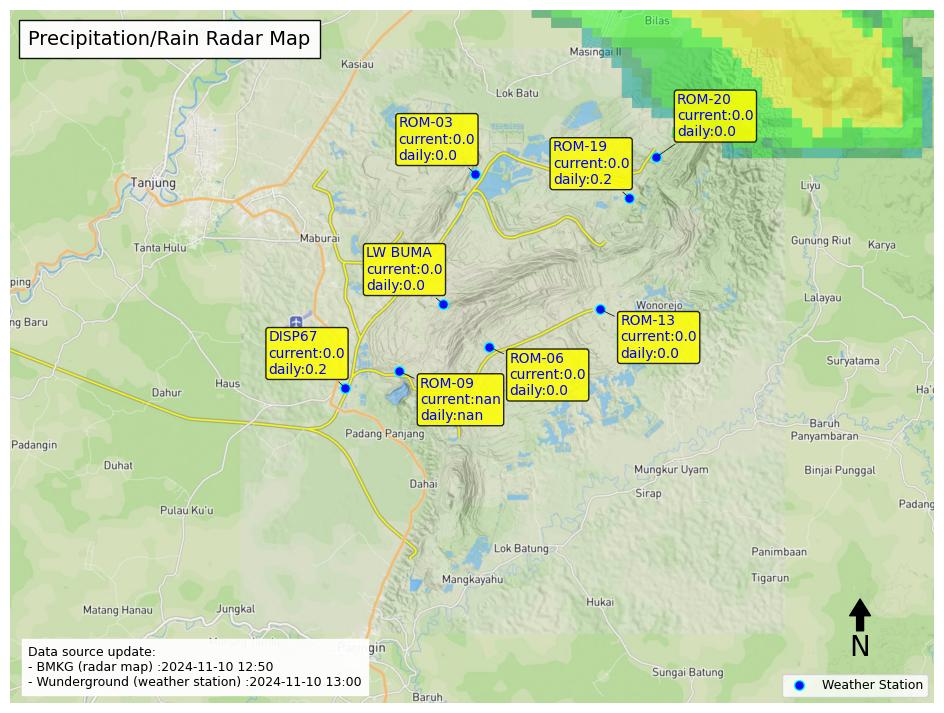 Precipitation/Rain Radar Map
Bilas
Masingai II
Kasiau
Lok Batu
ROM-20
current:0.0
daily:0.0
ROM-03
current:0.0
daily:0.0
ROM-19
current:0.0
daily:0.2
Tanjung
Liyu
Maburai
Tanta Hulu
Gunung Riut
Karya
LW BUMA
current:0.0
daily:0.0
ping
Lalayau
Wonorejo
ng Baru
ROM-13
current:0.0
daily:0.0
DISP67
current:0.0
daily:0.2
ROM-06
current:0.0
daily:0.0
Suryatama
ROM-09
current:nan
daily:nan
Haus
Dahur
Ha
Baruh
Panyambaran
Padang Panjang
Padangin
Duhat
Mungkur Uyam
Binjai Punggal
Dahai
Sirap
Padang
Pulau Ku'u
Lok Batung
Panimbaan
Mangkayahu
Tigarun
Hukai
Matang Hanau
Jungkal
N
Data source update:
- BMKG (radar map) :2024-11-10 12:50
- Wunderground (weather station) :2024-11-10 13:00
Sungai Batung
Weather Station
Baruh